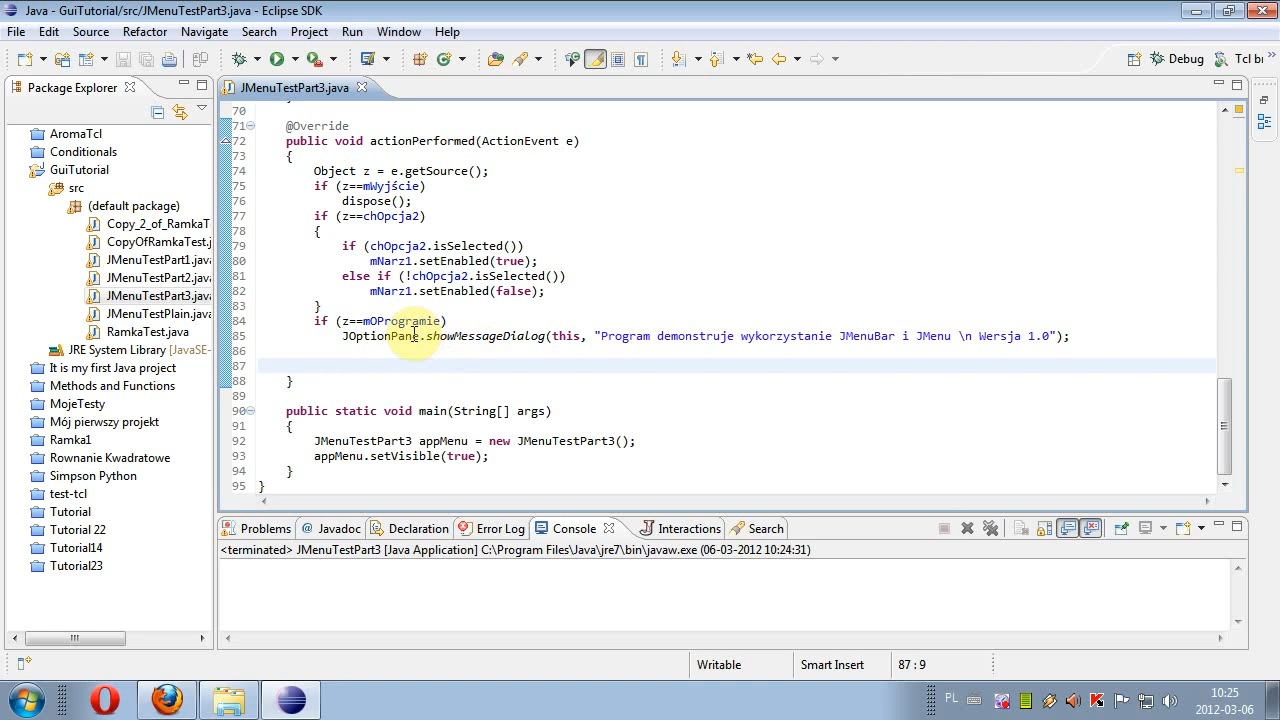 Java - GuiTutorial/src/JMenuTestPart3.java - Eclipse SDK
File Edit Source Refactor Navigate Search Project Run Window Help
Debug Tcl bı »
Package Explorer
JMenuTestPart3.java
AromaTcl
Conditionals
GuiTutorial
src
(default package)
Copy_2_of_RamkaT
CopyOfRamkaTest.j
JMenuTestPart1.java
JMenuTestPart2.java
JMenuTestPart3.java
JMenuTestPlain.java
RamkaTest.java
JRE System Library [JavaSE-
It is my first Java project
Methods and Functions
MojeTesty
Mój pierwszy projekt
Ramka1
Rownanie Kwadratowe
Simpson Python
test-tcl
Tutorial
Tutorial 22
Tutorial14
Tutorial23
70
71 @Override
72 public void actionPerformed(ActionEvent e)
73 {
74 Object z = e.getSource();
75 if (z==mWyjście)
76 dispose();
77 if (z==chOpcja2)
78 {
79 if (chOpcja2.isSelected())
80 mNarz1.setEnabled(true);
81 else if (!chOpcja2.isSelected())
82 mNarz1.setEnabled(false);
83 }
84 if (z==mOProgramie)
85 JOptionPane.showMessageDialog(this, "Program demonstruje wykorzystanie JMenuBar i JMenu \n Wersja 1.0");
86
87
88 }
89
90 public static void main(String[] args)
91 {
92 JMenuTestPart3 appMenu = new JMenuTestPart3();
93 appMenu.setVisible(true);
94 }
95 }
Problems Javadoc Declaration Error Log Console Interactions Search
<terminated> JMenuTestPart3 [Java Application] C:\Program Files\Java\jre7\bin\javaw.exe (06-03-2012 10:24:31)
Writable Smart Insert 87 : 9
PL
10:25
2012-03-06